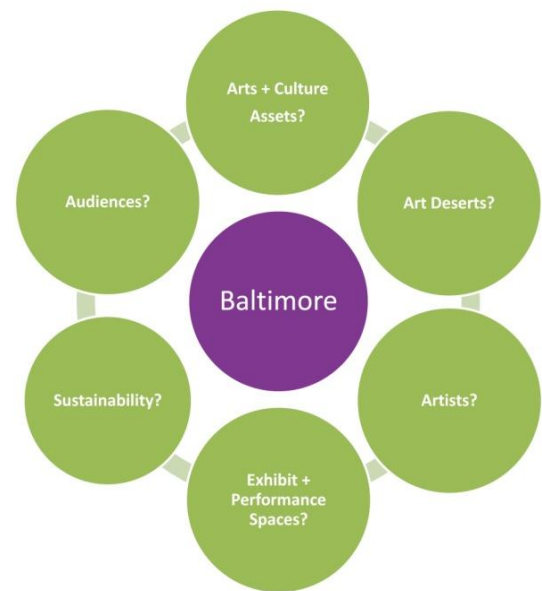 Arts + Culture
Assets?
Audiences?
Art Deserts?
Baltimore
Sustainability?
Artists?
Exhibit +
Performance
Spaces?